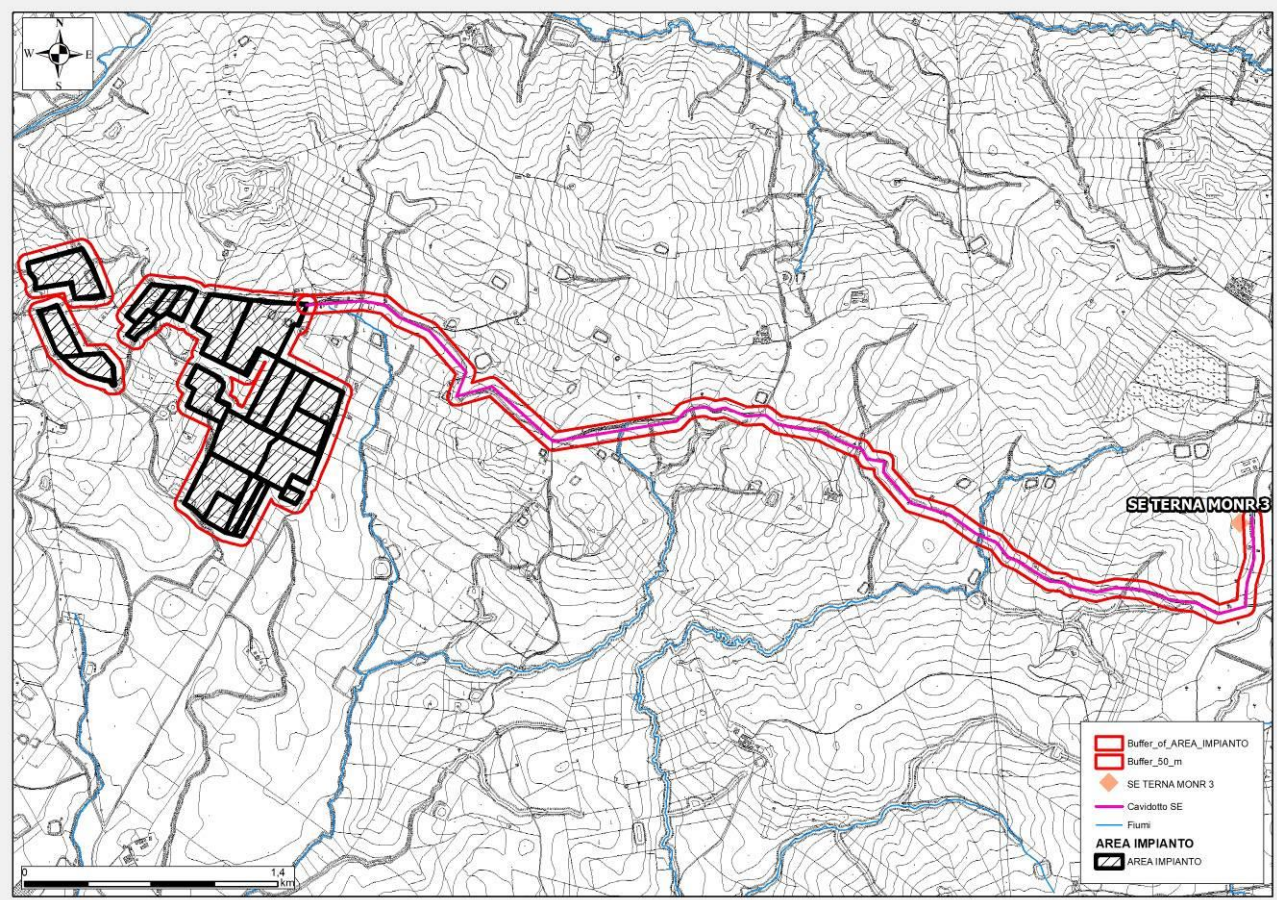 N
W E
S
SE TERNA MONR 3
Buffer_of_AREA_IMPIANTO
Buffer_50_m
SE TERNA MONR 3
Cavidotto SE
Fiumi
AREA IMPIANTO
AREA IMPIANTO
0 1,4
km